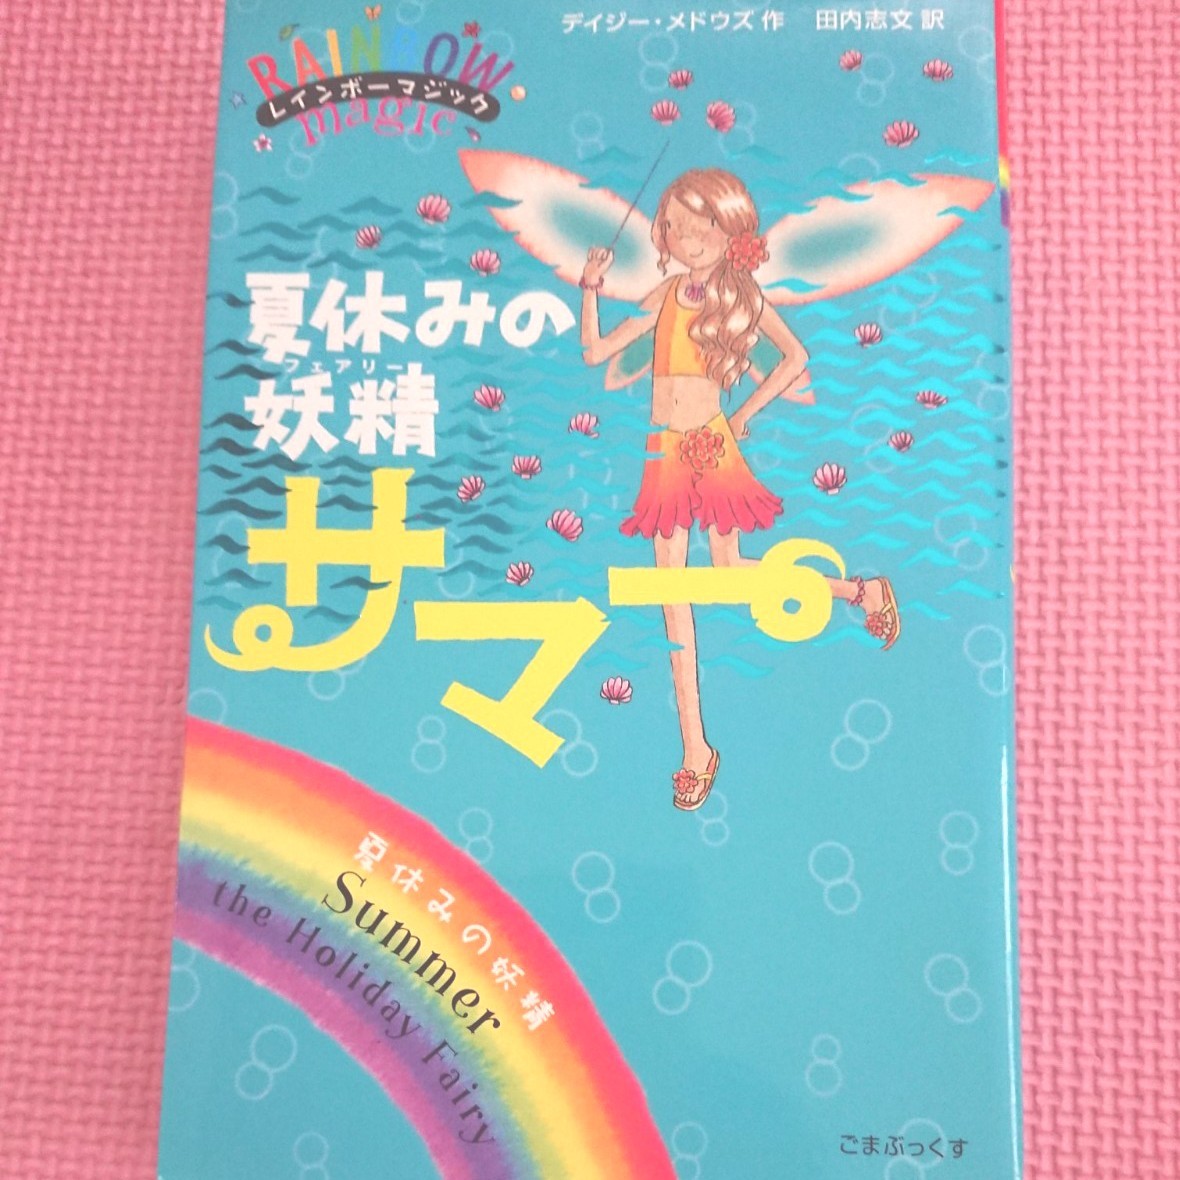 デイジー・メドウズ 作　田内志文 訳
RAINBOW
レインボーマジック
magic
夏休みの
フェアリー
妖精
サマー
夏休みの妖精
Summer
the Holiday Fairy
ごまぶっくす